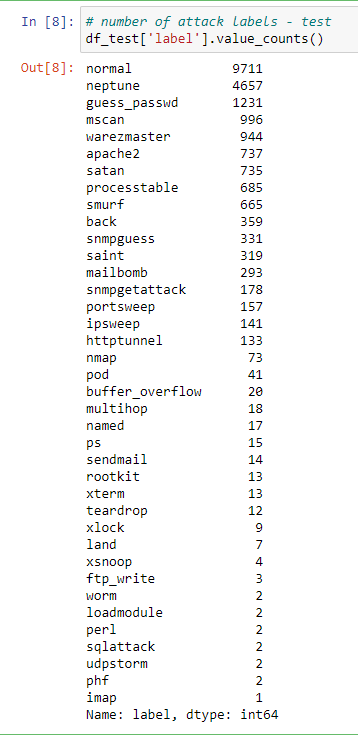 In [8]: # number of attack labels - test
df_test['label'].value_counts()
Out[8]: normal 9711
neptune 4657
guess_passwd 1231
mscan 996
warezmaster 944
apache2 737
satan 735
processtable 685
smurf 665
back 359
snmpguess 331
saint 319
mailbomb 293
snmpgetattack 178
portsweep 157
ipsweep 141
httptunnel 133
nmap 73
pod 41
buffer_overflow 20
multihop 18
named 17
ps 15
sendmail 14
rootkit 13
xterm 13
teardrop 12
xlock 9
land 7
xsnoop 4
ftp_write 3
worm 2
loadmodule 2
perl 2
sqlattack 2
udpstorm 2
phf 2
imap 1
Name: label, dtype: int64